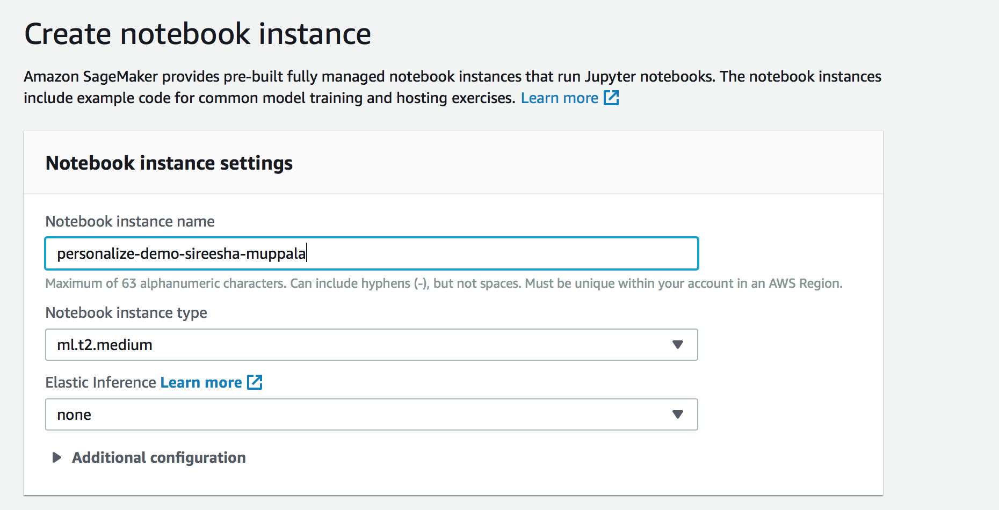 Create notebook instance
Amazon SageMaker provides pre-built fully managed notebook instances that run Jupyter notebooks. The notebook instances
include example code for common model training and hosting exercises. Learn more
Notebook instance settings
Notebook instance name
personalize-demo-sireesha-muppala
Maximum of 63 alphanumeric characters. Can include hyphens (-), but not spaces. Must be unique within your account in an AWS Region.
Notebook instance type
ml.t2.medium
Elastic Inference Learn more
none
Additional configuration